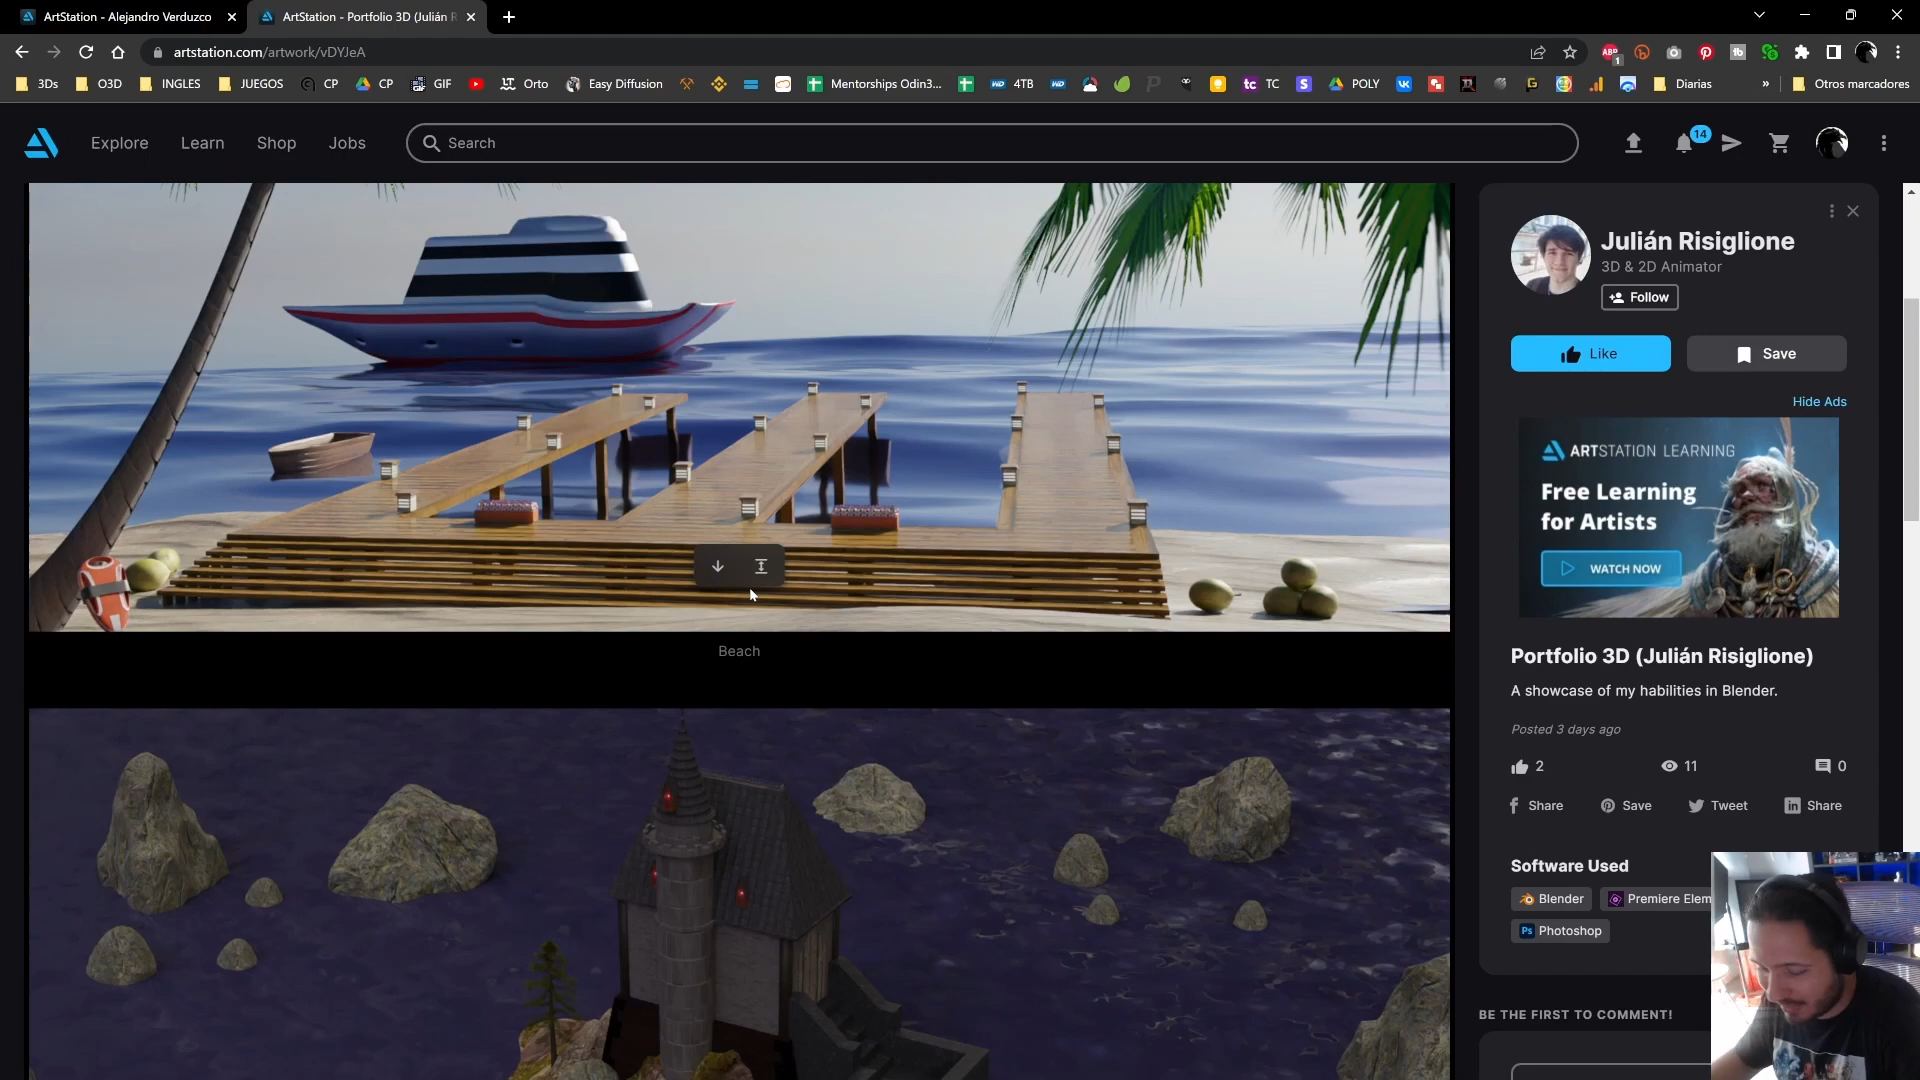 ArtStation - Alejandro Verduzco
ArtStation - Portfolio 3D (Julián R
artstation.com/artwork/vDYJeA
ABP
1
3Ds
O3D
INGLES
JUEGOS
CP
CP
GIF
Orto
Easy Diffusion
Mentorships Odin3...
4TB
TC
POLY
Diarias
»
Otros marcadores
Explore
Learn
Shop
Jobs
Search
14
Julián Risiglione
3D & 2D Animator
Follow
Like
Save
Hide Ads
ARTSTATION LEARNING
Free Learning
for Artists
WATCH NOW
Beach
Portfolio 3D (Julián Risiglione)
A showcase of my habilities in Blender.
Posted 3 days ago
2
11
0
Share
Save
Tweet
Share
Software Used
Blender
Premiere Elem
Ps Photoshop
BE THE FIRST TO COMMENT!